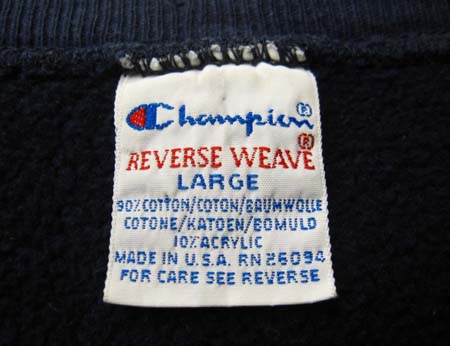 Champion®
REVERSE WEAVE®
LARGE
90% COTTON/COTON/BAUMWOLLE
COTONE/KATOEN/BOMULD
10% ACRYLIC
MADE IN U.S.A. RN 26094
FOR CARE SEE REVERSE